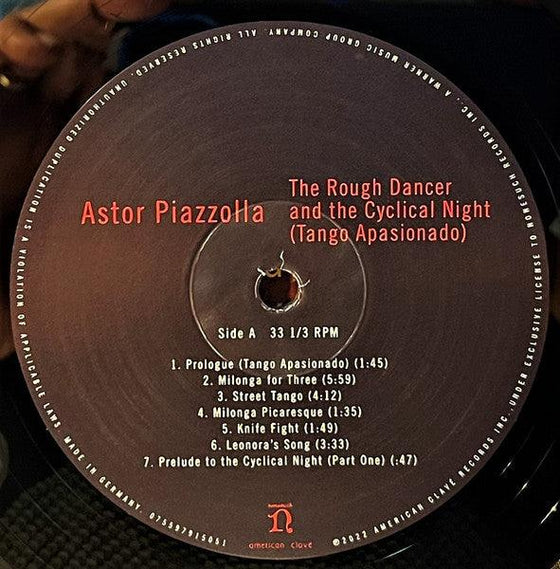 Astor Piazzolla
The Rough Dancer
and the Cyclical Night
(Tango Apasionado)
Side A 33 1/3 RPM
1. Prologue (Tango Apasionado) (1:45)
2. Milonga for Three (5:59)
3. Street Tango (4:12)
4. Milonga Picaresque (1:35)
5. Knife Fight (1:49)
6. Leonora's Song (3:33)
7. Prelude to the Cyclical Night (Part One) (:47)
n
american clavé
℗2022 AMERICAN CLAVE RECORDS INC., UNDER EXCLUSIVE LICENSE TO NONESUCH RECORDS INC., A WARNER MUSIC GROUP COMPANY. ALL RIGHTS RESERVED. UNAUTHORIZED DUPLICATION IS A VIOLATION OF APPLICABLE LAWS. MADE IN GERMANY. 075597915051